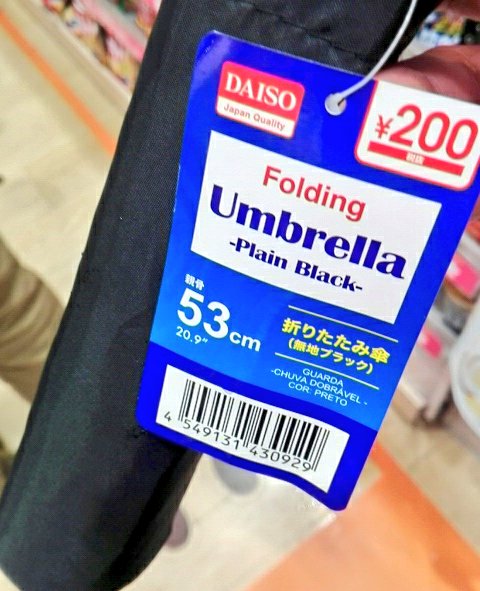 DAISO
Japan Quality
¥200
税抜
Folding
Umbrella
-Plain Black-
親骨
53cm
20.9"
折りたたみ傘
(無地ブラック)
GUARDA
-CHUVA DOBRÁVEL -
COR: PRETO
4 549131 430929